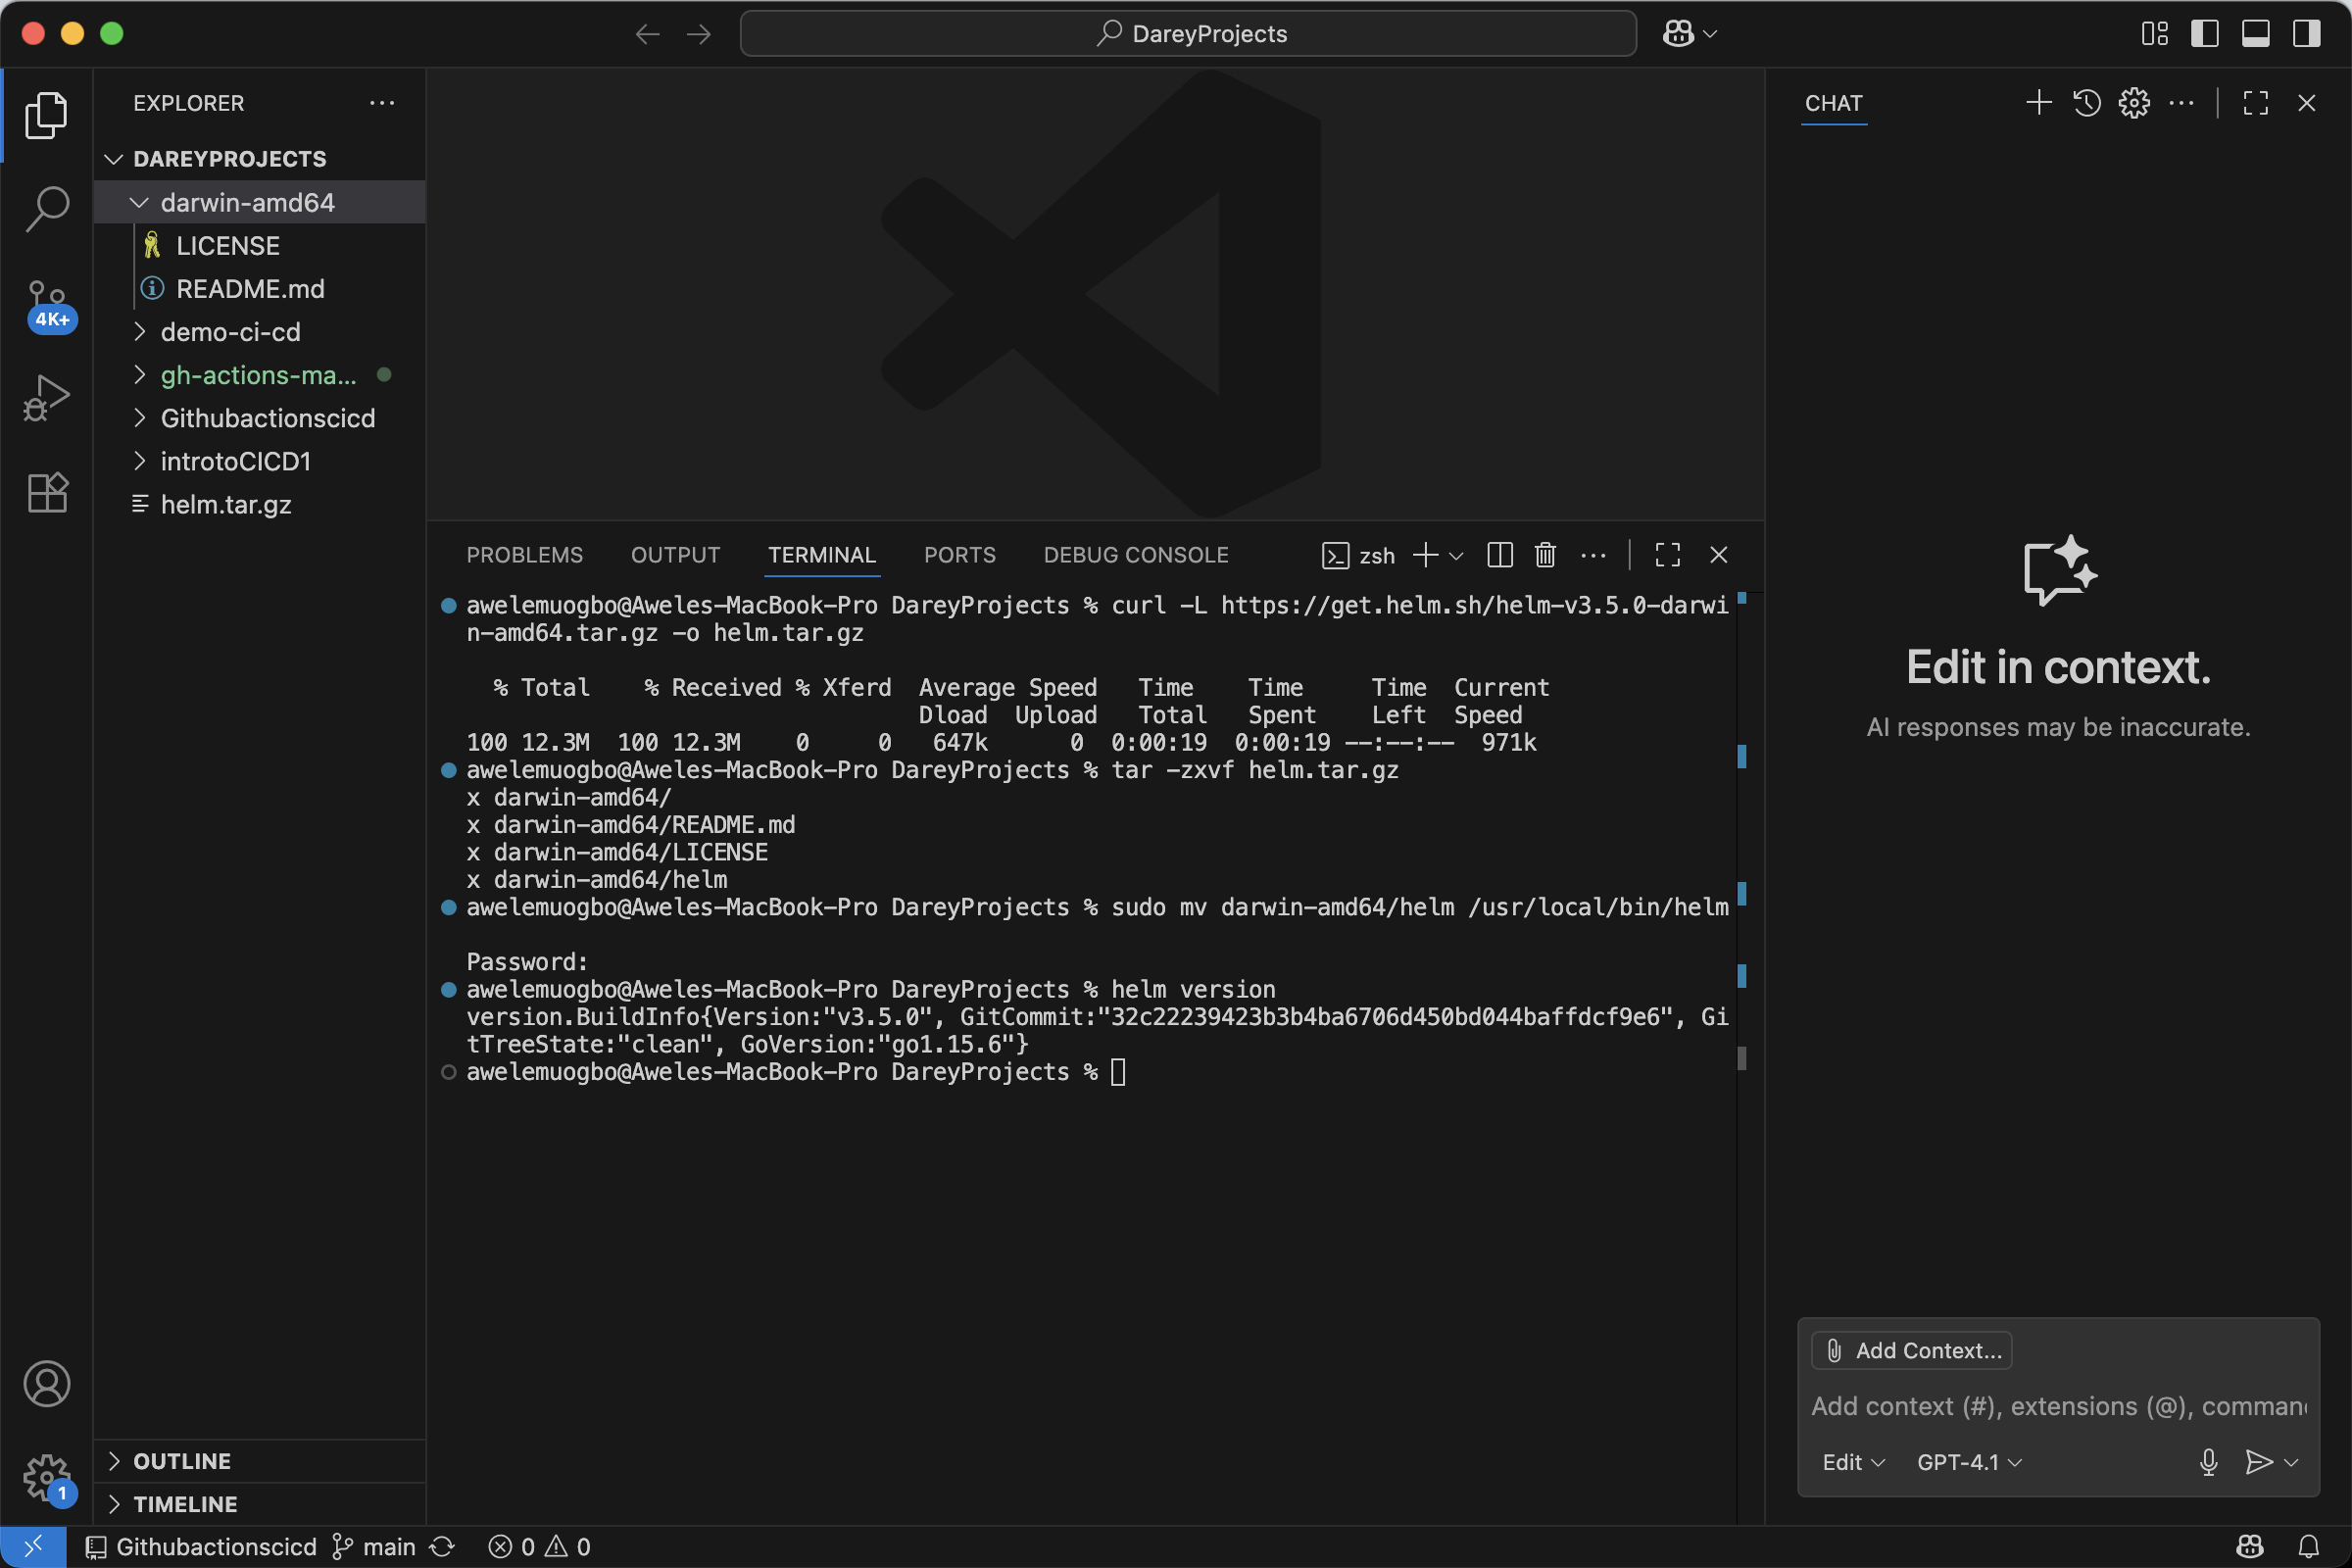 DareyProjects
EXPLORER
DAREYPROJECTS
darwin-amd64
LICENSE
README.md
demo-ci-cd
gh-actions-ma...
Githubactionscicd
introtoCICD1
helm.tar.gz
OUTLINE
TIMELINE
4K+
1
PROBLEMS OUTPUT TERMINAL PORTS DEBUG CONSOLE zsh
awelemuogbo@Aweles-MacBook-Pro DareyProjects % curl -L https://get.helm.sh/helm-v3.5.0-darwi
n-amd64.tar.gz -o helm.tar.gz
% Total % Received % Xferd Average Speed Time Time Time Current
Dload Upload Total Spent Left Speed
100 12.3M 100 12.3M 0 0 647k 0 0:00:19 0:00:19 --:--:-- 971k
awelemuogbo@Aweles-MacBook-Pro DareyProjects % tar -zxvf helm.tar.gz
x darwin-amd64/
x darwin-amd64/README.md
x darwin-amd64/LICENSE
x darwin-amd64/helm
awelemuogbo@Aweles-MacBook-Pro DareyProjects % sudo mv darwin-amd64/helm /usr/local/bin/helm
Password:
awelemuogbo@Aweles-MacBook-Pro DareyProjects % helm version
version.BuildInfo{Version:"v3.5.0", GitCommit:"32c22239423b3b4ba6706d450bd044baffdcf9e6", Gi
tTreeState:"clean", GoVersion:"go1.15.6"}
awelemuogbo@Aweles-MacBook-Pro DareyProjects %
CHAT
Edit in context.
AI responses may be inaccurate.
Add Context...
Add context (#), extensions (@), comman
Edit GPT-4.1
Githubactionscicd main 0 0